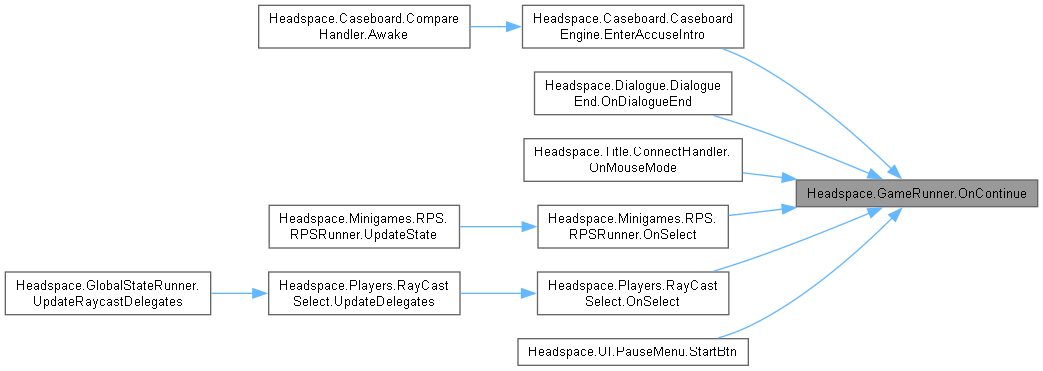 Headspace.Caseboard.Compare
Handler.Awake
Headspace.Caseboard.Caseboard
Engine.EnterAccuseIntro
Headspace.Dialogue.Dialogue
End.OnDialogueEnd
Headspace.Title.ConnectHandler.
OnMouseMode
Headspace.GameRunner.OnContinue
Headspace.Minigames.RPS.
RPSRunner.UpdateState
Headspace.Minigames.RPS.
RPSRunner.OnSelect
Headspace.GlobalStateRunner.
UpdateRaycastDelegates
Headspace.Players.RayCast
Select.UpdateDelegates
Headspace.Players.RayCast
Select.OnSelect
Headspace.UI.PauseMenu.StartBtn